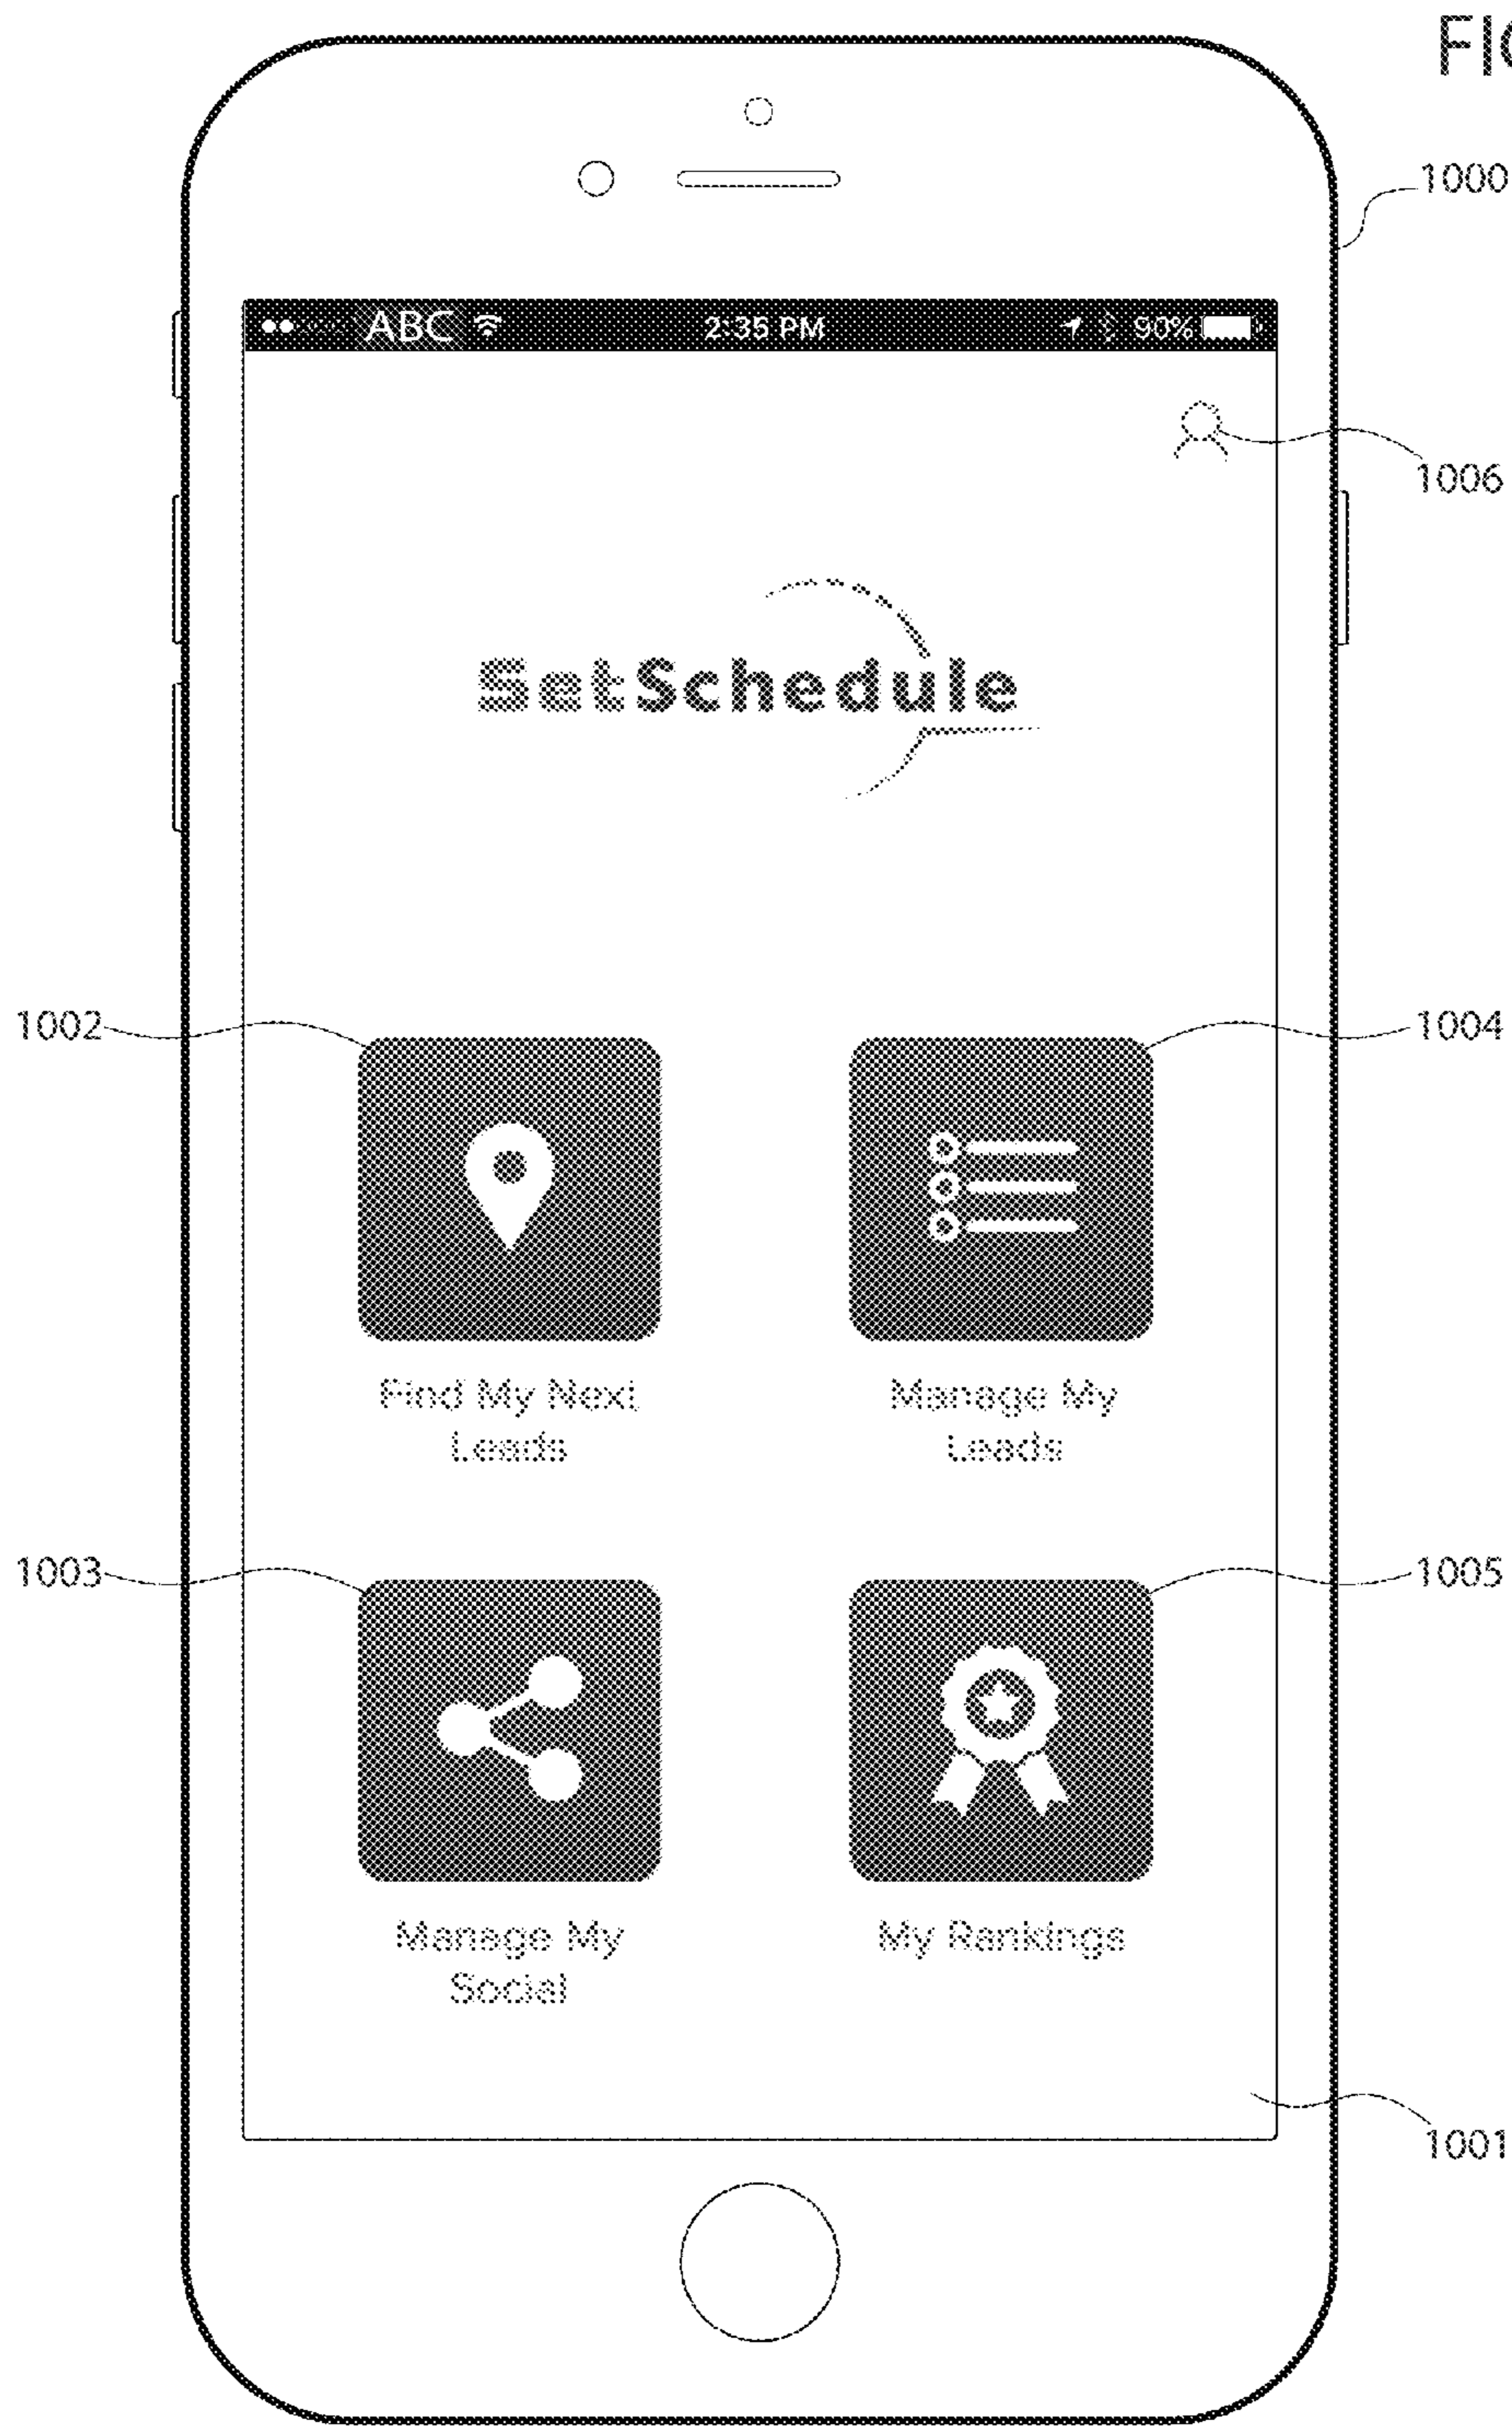 FIG
1000
ABC 2:35 PM 90%
1006
SetSchedule
1002
1004
Find My Next
Leads
Manage My
Leads
1003
1005
Manage My
Social
My Rankings
1001